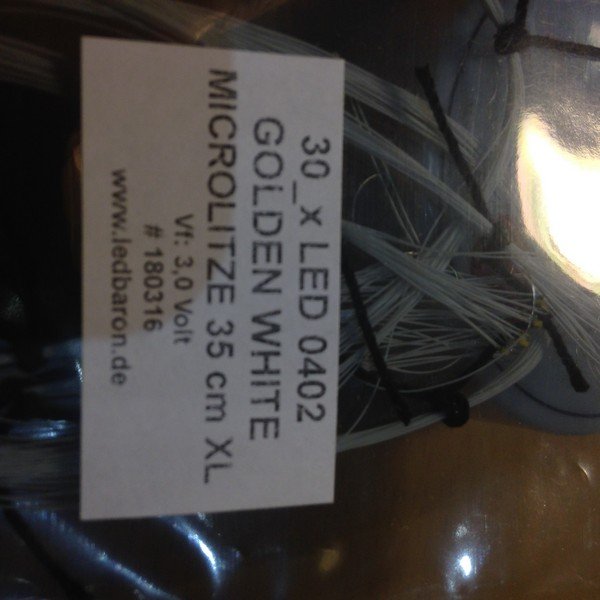 30_x LED 0402
GOLDEN WHITE
MICROLITZE 35 cm XL
Vf: 3,0 Volt
# 180316
www.ledbaron.de